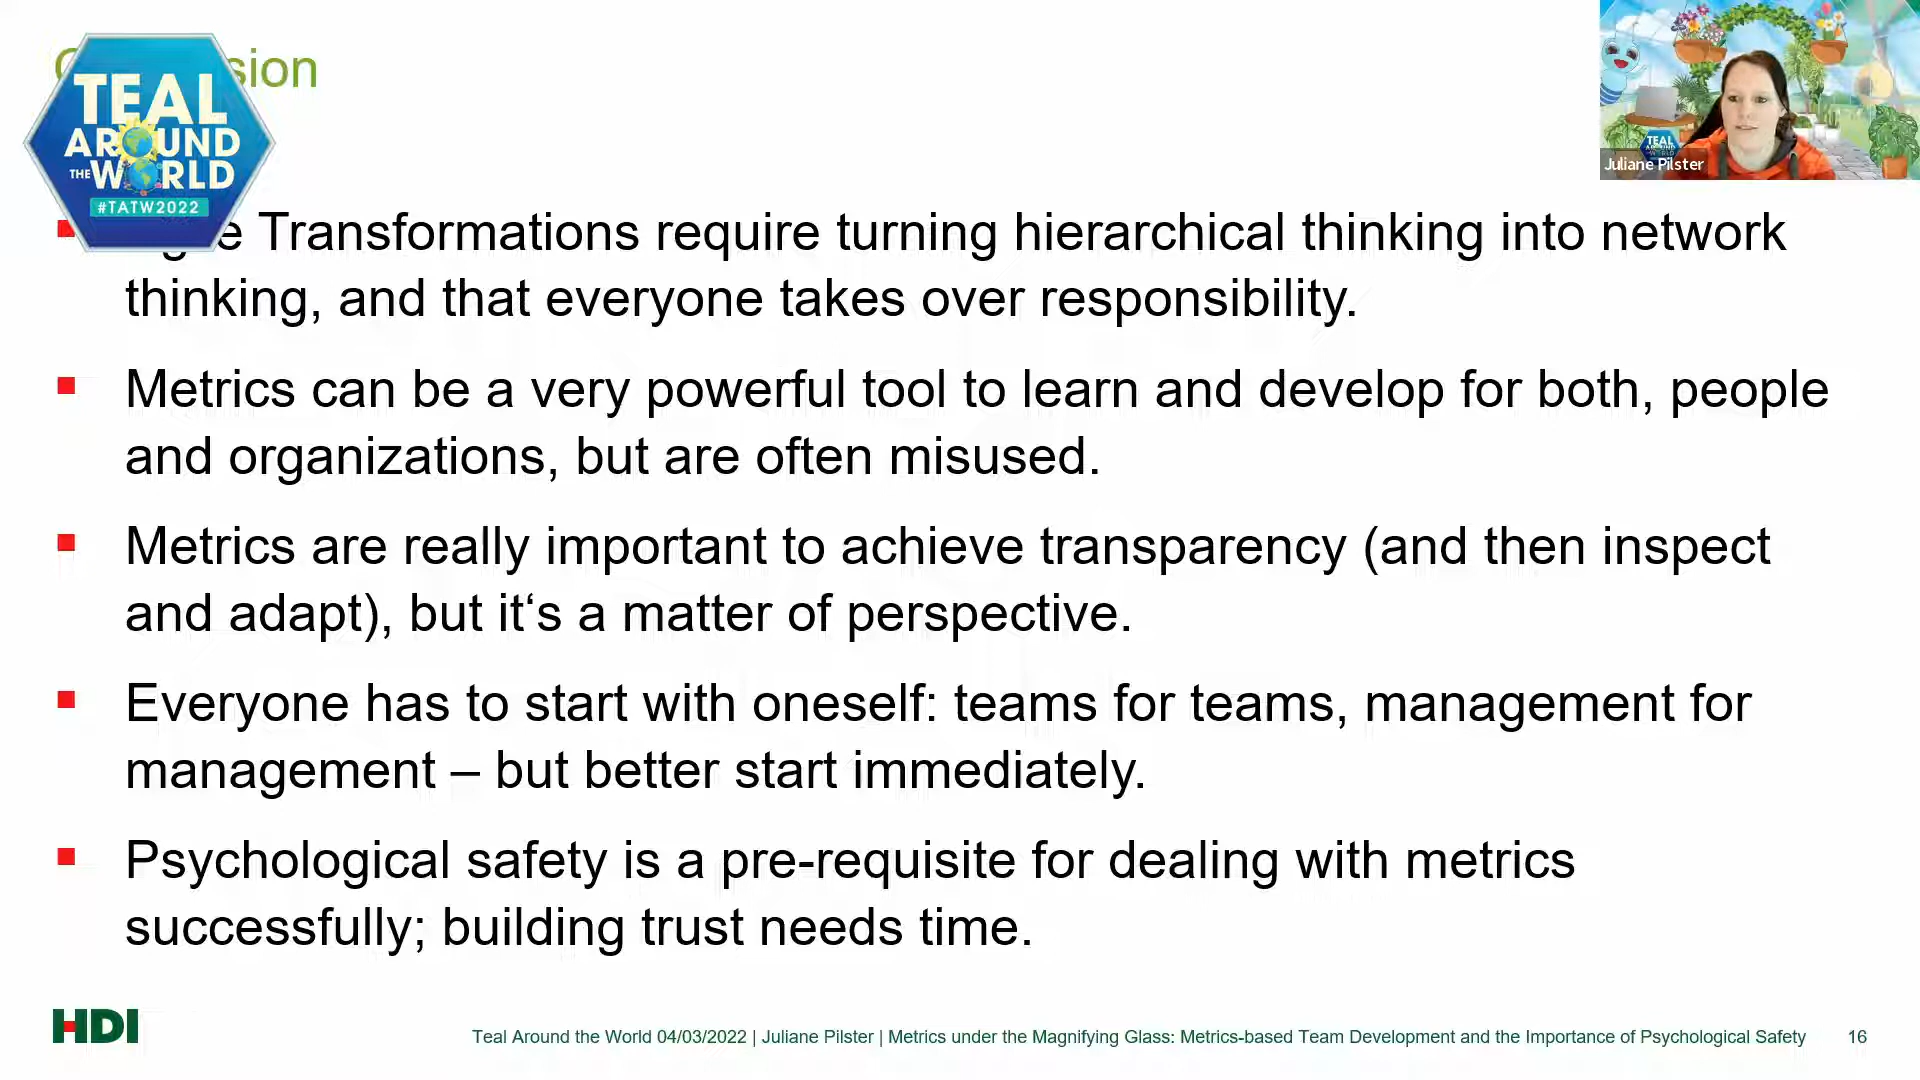 sion
TEAL
AROUND
THE WORLD
#TATW2022
Juliane Pilster
TEAL
Transformations require turning hierarchical thinking into network
thinking, and that everyone takes over responsibility.
Metrics can be a very powerful tool to learn and develop for both, people
and organizations, but are often misused.
Metrics are really important to achieve transparency (and then inspect
and adapt), but it‘s a matter of perspective.
Everyone has to start with oneself: teams for teams, management for
management – but better start immediately.
Psychological safety is a pre-requisite for dealing with metrics
successfully; building trust needs time.
HDI
Teal Around the World 04/03/2022 | Juliane Pilster | Metrics under the Magnifying Glass: Metrics-based Team Development and the Importance of Psychological Safety 16